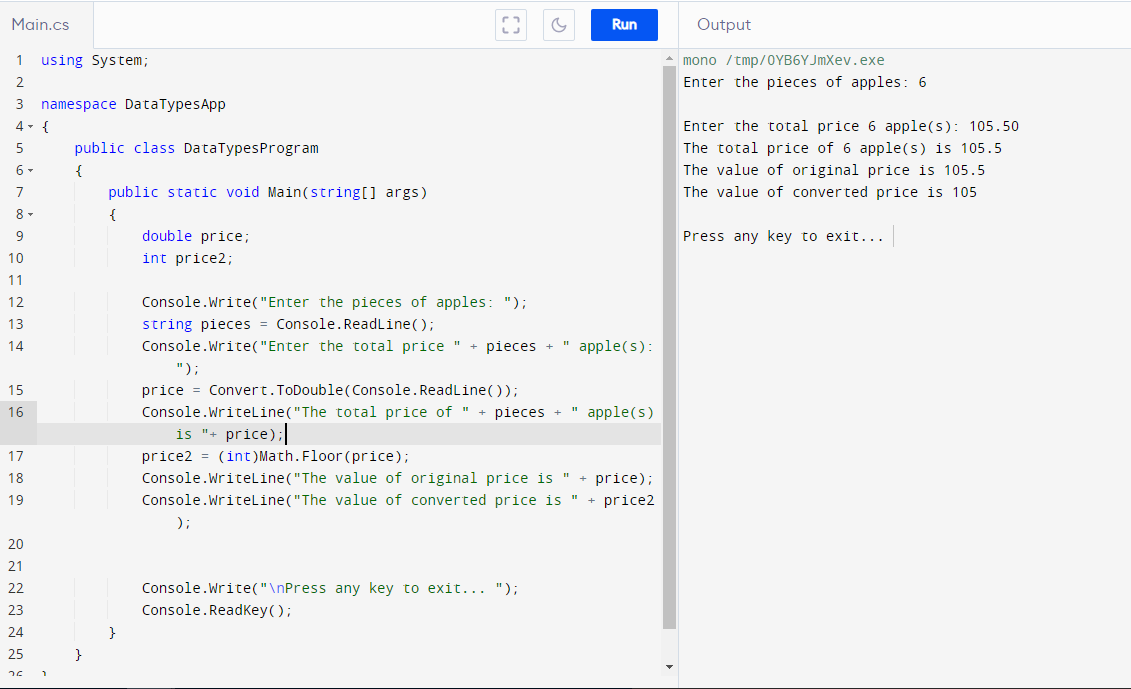 Main.cs
Run
Output
1 using System;
2
3 namespace DataTypesApp
4 {
5 public class DataTypesProgram
6 {
7 public static void Main(string[] args)
8 {
9 double price;
10 int price2;
11
12 Console.Write("Enter the pieces of apples: ");
13 string pieces = Console.ReadLine();
14 Console.Write("Enter the total price " + pieces + " apple(s):
");
15 price = Convert.ToDouble(Console.ReadLine());
16 Console.WriteLine("The total price of " + pieces + " apple(s)
is "+ price);
17 price2 = (int)Math.Floor(price);
18 Console.WriteLine("The value of original price is " + price);
19 Console.WriteLine("The value of converted price is " + price2
);
20
21
22 Console.Write("\nPress any key to exit... ");
23 Console.ReadKey();
24 }
25 }
26 }
mono /tmp/0YB6YJmXev.exe
Enter the pieces of apples: 6
Enter the total price 6 apple(s): 105.50
The total price of 6 apple(s) is 105.5
The value of original price is 105.5
The value of converted price is 105
Press any key to exit...